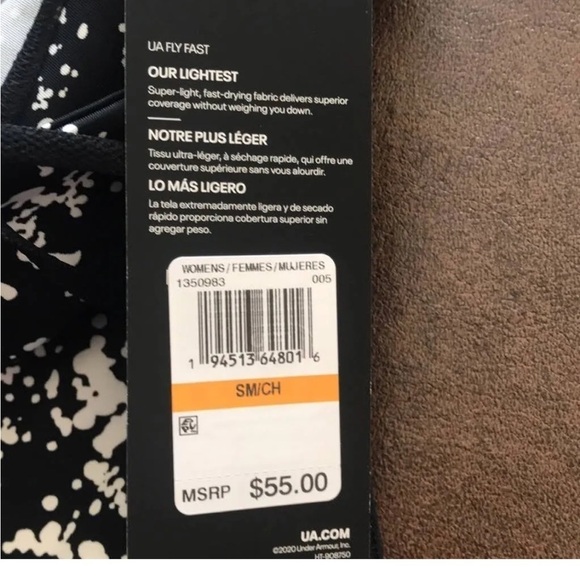 UA FLY FAST
OUR LIGHTEST
Super-light, fast-drying fabric delivers superior
coverage without weighing you down.
NOTRE PLUS LÉGER
Tissu ultra-léger, à séchage rapide, qui offre une
couverture supérieure sans vous alourdir.
LO MÁS LIGERO
La tela extremadamente ligera y de secado
rápido proporciona cobertura superior sin
agregar peso.
WOMENS/FEMMES/MUJERES
1350983 005
1 94513 64801 6
SM/CH
MSRP $55.00
UA.COM
©2020 Under Armour, Inc.
HT-908750